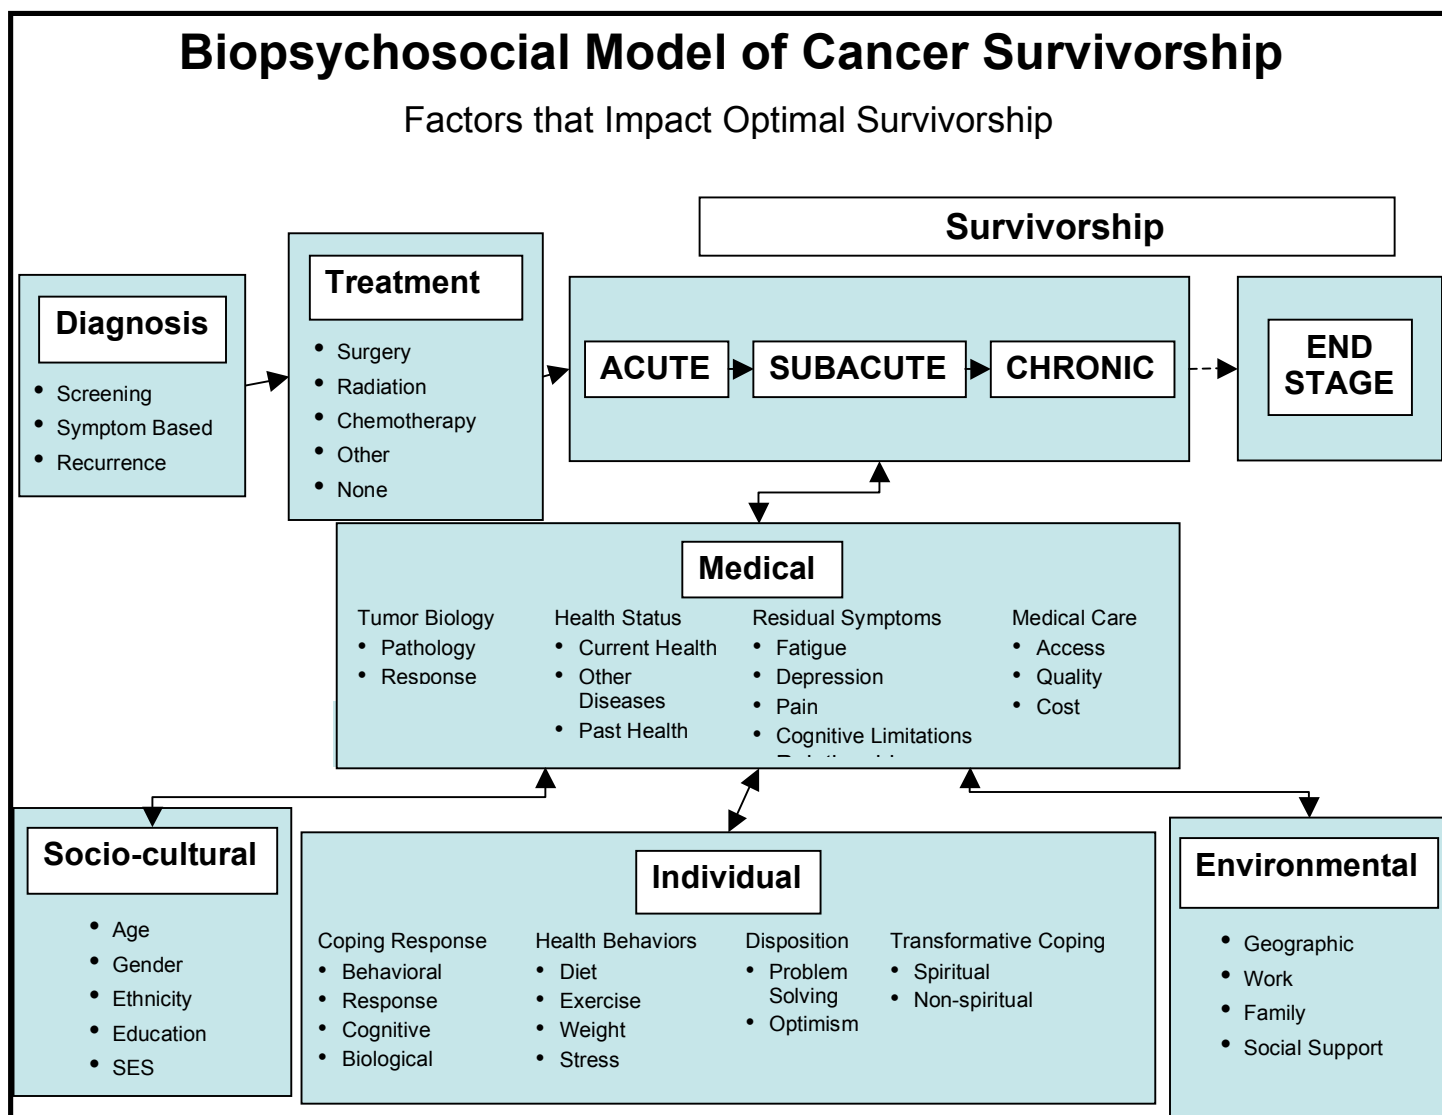 Biopsychosocial Model of Cancer Survivorship
Factors that Impact Optimal Survivorship
Survivorship
Diagnosis
• Screening
• Symptom Based
• Recurrence
Treatment
• Surgery
• Radiation
• Chemotherapy
• Other
• None
ACUTE
SUBACUTE
CHRONIC
END
STAGE
Medical
Tumor Biology
• Pathology
• Response
Health Status
• Current Health
• Other
Diseases
• Past Health
Residual Symptoms
• Fatigue
• Depression
• Pain
• Cognitive Limitations
Medical Care
• Access
• Quality
• Cost
Socio-cultural
• Age
• Gender
• Ethnicity
• Education
• SES
Individual
Coping Response
• Behavioral
• Response
• Cognitive
• Biological
Health Behaviors
• Diet
• Exercise
• Weight
• Stress
Disposition
• Problem
Solving
• Optimism
Transformative Coping
• Spiritual
• Non-spiritual
Environmental
• Geographic
• Work
• Family
• Social Support